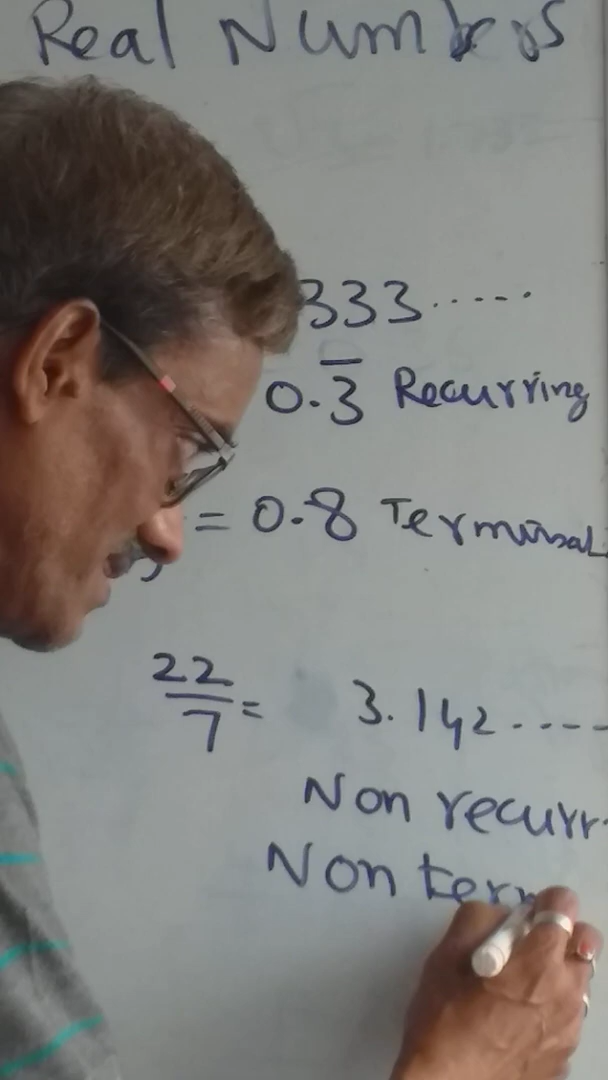 Real Numbers
333.....
0.3̅ Recurring
= 0.8 Terminal
22/7 = 3.142....
Non recurr
Non ter